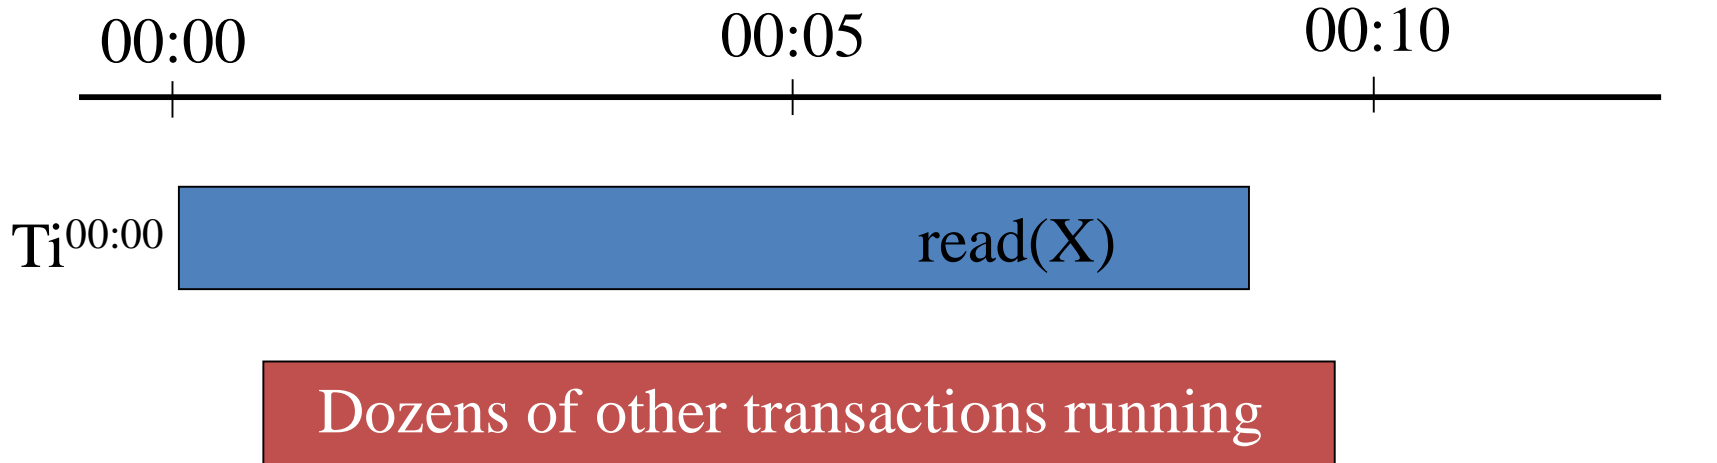 00:00 00:05 00:10
Ti00:00 read(X)
Dozens of other transactions running